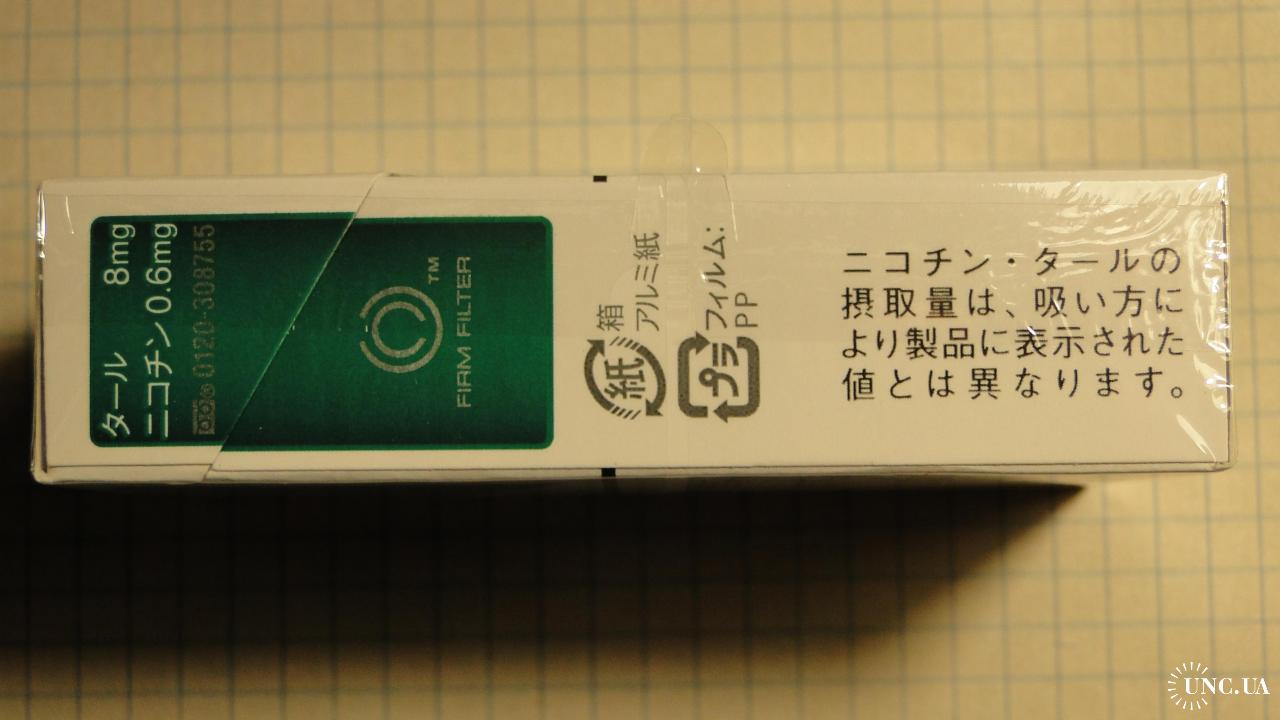 タール 8mg
ニコチン 0.6mg
0120-308755
TM
FIRM FILTER
箱
アルミ紙
紙
フィルム:
PP
プラ
ニコチン・タールの
摂取量は、吸い方に
より製品に表示された
値とは異なります。
UNC.UA